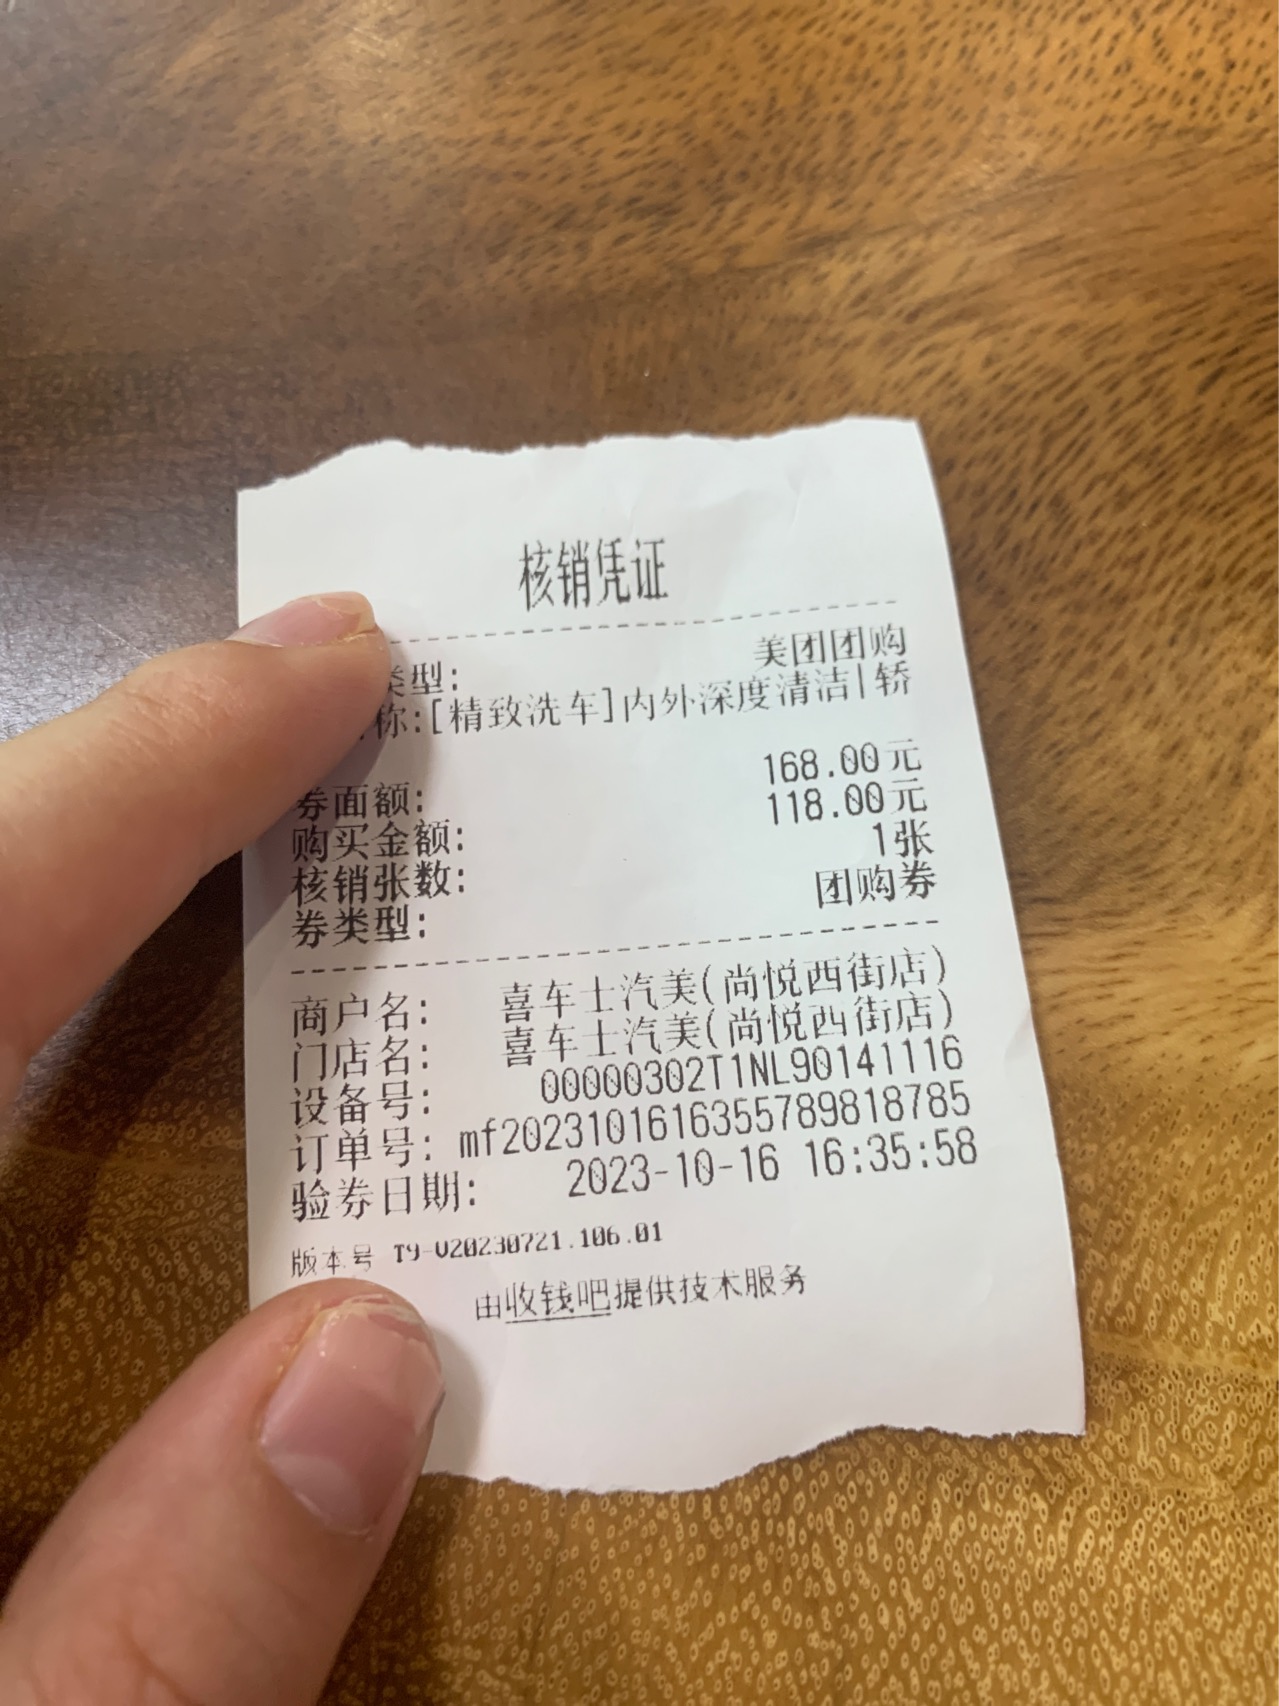 核销凭证
类型: 美团团购
称:[精致洗车]内外深度清洁|轿
券面额: 168.00元
购买金额: 118.00元
核销张数: 1张
券类型: 团购券
商户名: 喜车士汽美(尚悦西街店)
门店名: 喜车士汽美(尚悦西街店)
设备号: 00000302T1NL90141116
订单号: mf20231016163557898187​85
验券日期: 2023-10-16 16:35:58
版本号 T9-V20230721.106.01
由收钱吧提供技术服务